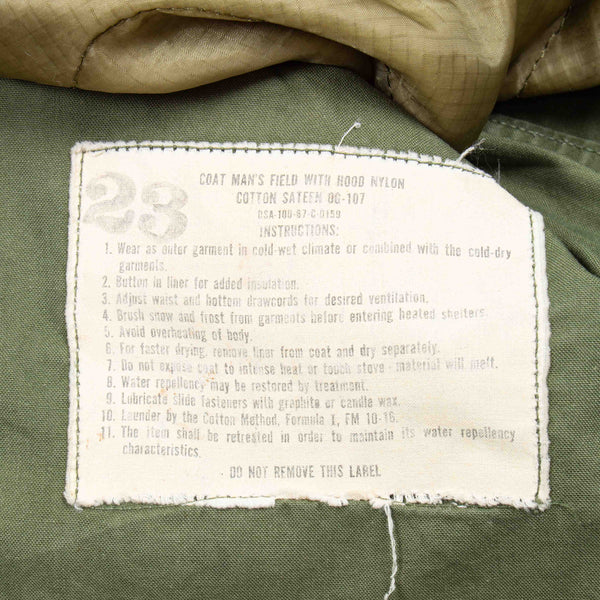 23
COAT MAN'S FIELD WITH HOOD NYLON
COTTON SATEEN OG-107
DSA-100-67-C-0159
INSTRUCTIONS:
1. Wear as outer garment in cold-wet climate or combined with the cold-dry
garments.
2. Button in liner for added insulation.
3. Adjust waist and bottom drawcords for desired ventilation.
4. Brush snow and frost from garments before entering heated shelters.
5. Avoid overheating of body.
6. For faster drying, remove liner from coat and dry separately.
7. Do not expose coat to intense heat or touch stove - material will melt.
8. Water repellency may be restored by treatment.
9. Lubricate slide fasteners with graphite or candle wax.
10. Launder by the Cotton Method, Formula I, FM 10-16.
11. The item shall be retreated in order to maintain its water repellency
characteristics.
- DO NOT REMOVE THIS LABEL